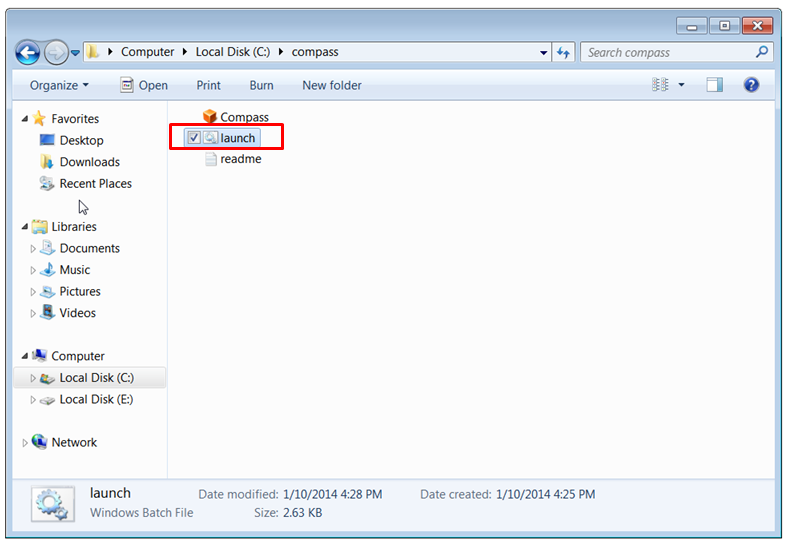 Computer Local Disk (C:) compass
Search compass
Organize Open Print Burn New folder
Favorites
Desktop
Downloads
Recent Places
Libraries
Documents
Music
Pictures
Videos
Computer
Local Disk (C:)
Local Disk (E:)
Network
Compass
launch
readme
launch
Windows Batch File
Date modified: 1/10/2014 4:28 PM
Size: 2.63 KB
Date created: 1/10/2014 4:25 PM